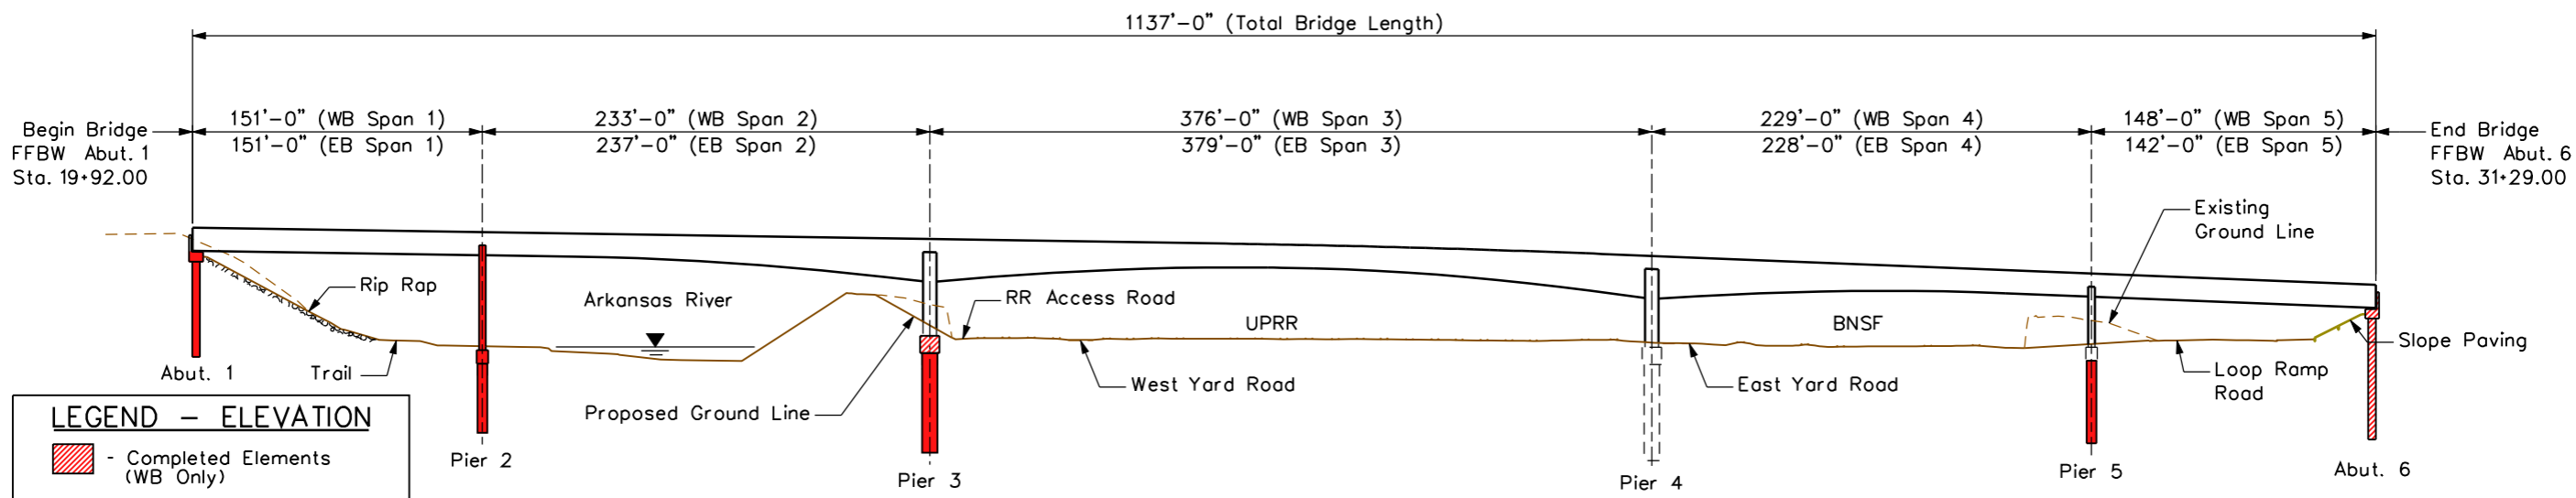 1137'-0" (Total Bridge Length)
151'-0" (WB Span 1)
233'-0" (WB Span 2)
376'-0" (WB Span 3)
229'-0" (WB Span 4)
148'-0" (WB Span 5)
151'-0" (EB Span 1)
237'-0" (EB Span 2)
379'-0" (EB Span 3)
228'-0" (EB Span 4)
142'-0" (EB Span 5)
Begin Bridge
FFBW Abut. 1
Sta. 19+92.00
End Bridge
FFBW Abut. 6
Sta. 31+29.00
Existing
Ground Line
Rip Rap
Arkansas River
RR Access Road
UPRR
BNSF
Slope Paving
Abut. 1
Trail
West Yard Road
East Yard Road
Loop Ramp
Road
Proposed Ground Line
Pier 2
Pier 3
Pier 4
Pier 5
Abut. 6
LEGEND - ELEVATION
- Completed Elements
(WB Only)